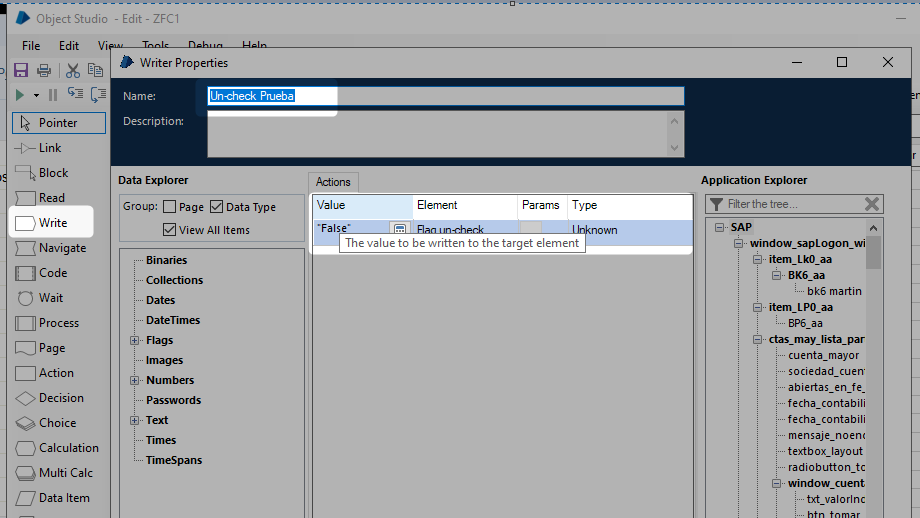 Object Studio - Edit - ZFC1
File Edit View Tools Debug Help
Writer Properties
Name: Un-check Prueba
Description:
Pointer
Link
Block
Read
Write
Navigate
Code
Wait
Process
Page
Action
Decision
Choice
Calculation
Multi Calc
Data Item
Data Explorer
Group: Page Data Type
View All Items
Binaries
Collections
Dates
DateTimes
Flags
Images
Numbers
Passwords
Text
Times
TimeSpans
Actions
Value Element Params Type
"False" Flag un-check Unknown
The value to be written to the target element
Application Explorer
Filter the tree...
SAP
window_sapLogon_wi
item_Lk0_aa
BK6_aa
bk6 martin
item_LP0_aa
BP6_aa
ctas_may_lista_par
cuenta_mayor
sociedad_cuen
abiertas_en_fe_
fecha_contabili
fecha_contabili
mensaje_noenc
textbox_layout
radiobutton_to
window_cuenta
txt_valorInd
btn_tomar